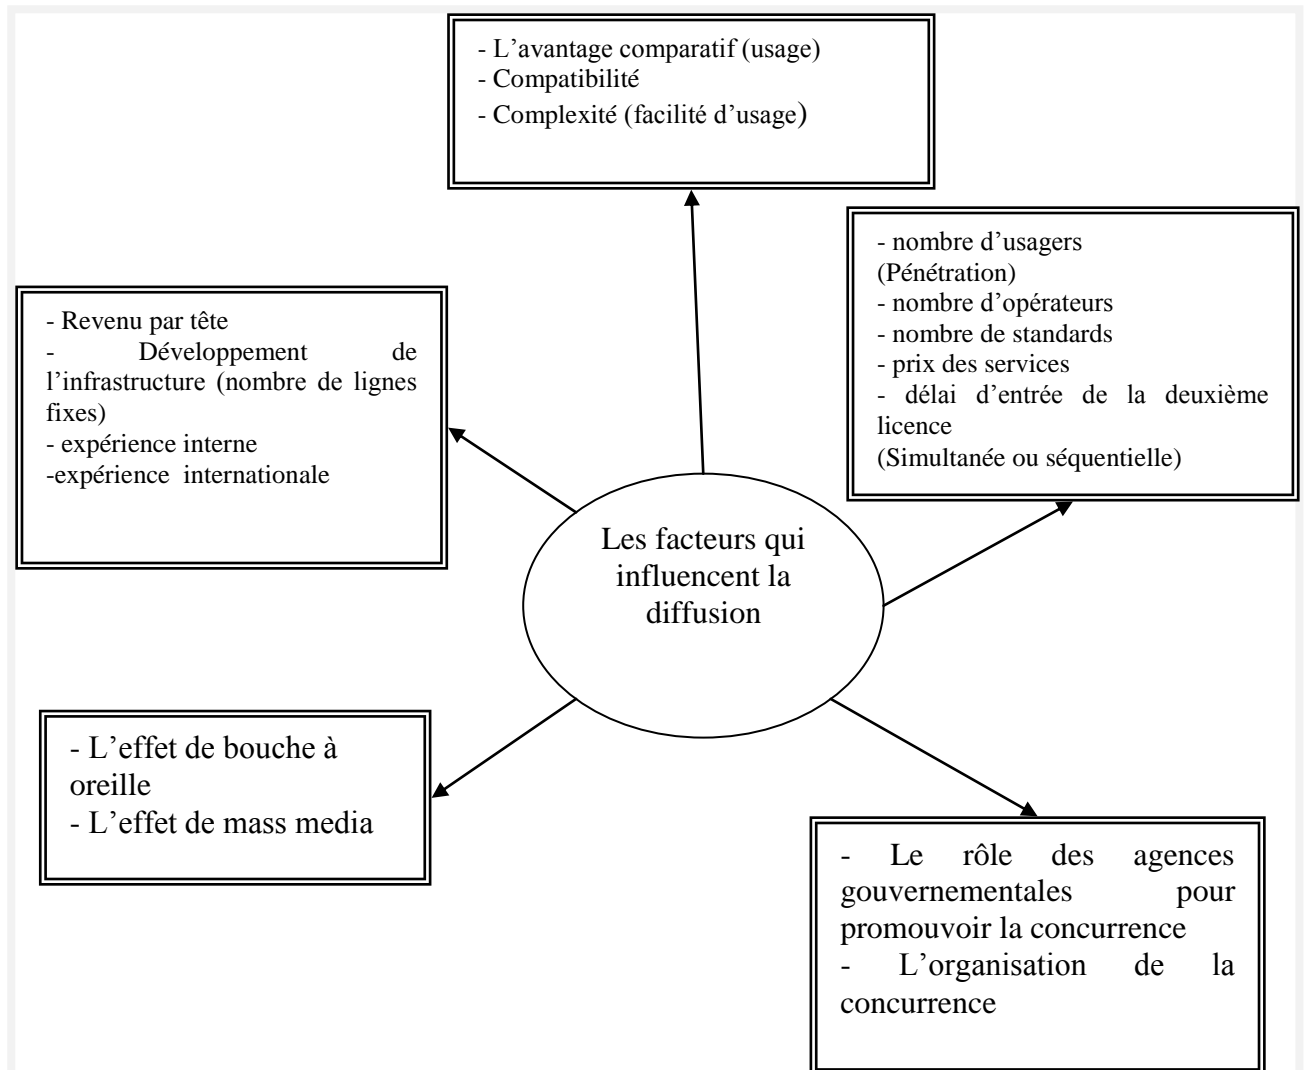 - L’avantage comparatif (usage)
- Compatibilité
- Complexité (facilité d’usage)
- nombre d’usagers
(Pénétration)
- nombre d’opérateurs
- nombre de standards
- prix des services
- délai d’entrée de la deuxième
licence
(Simultanée ou séquentielle)
- Revenu par tête
- Développement de
l’infrastructure (nombre de lignes
fixes)
- expérience interne
-expérience internationale
Les facteurs qui
influencent la
diffusion
- L’effet de bouche à
oreille
- L’effet de mass media
- Le rôle des agences
gouvernementales pour
promouvoir la concurrence
- L’organisation de la
concurrence